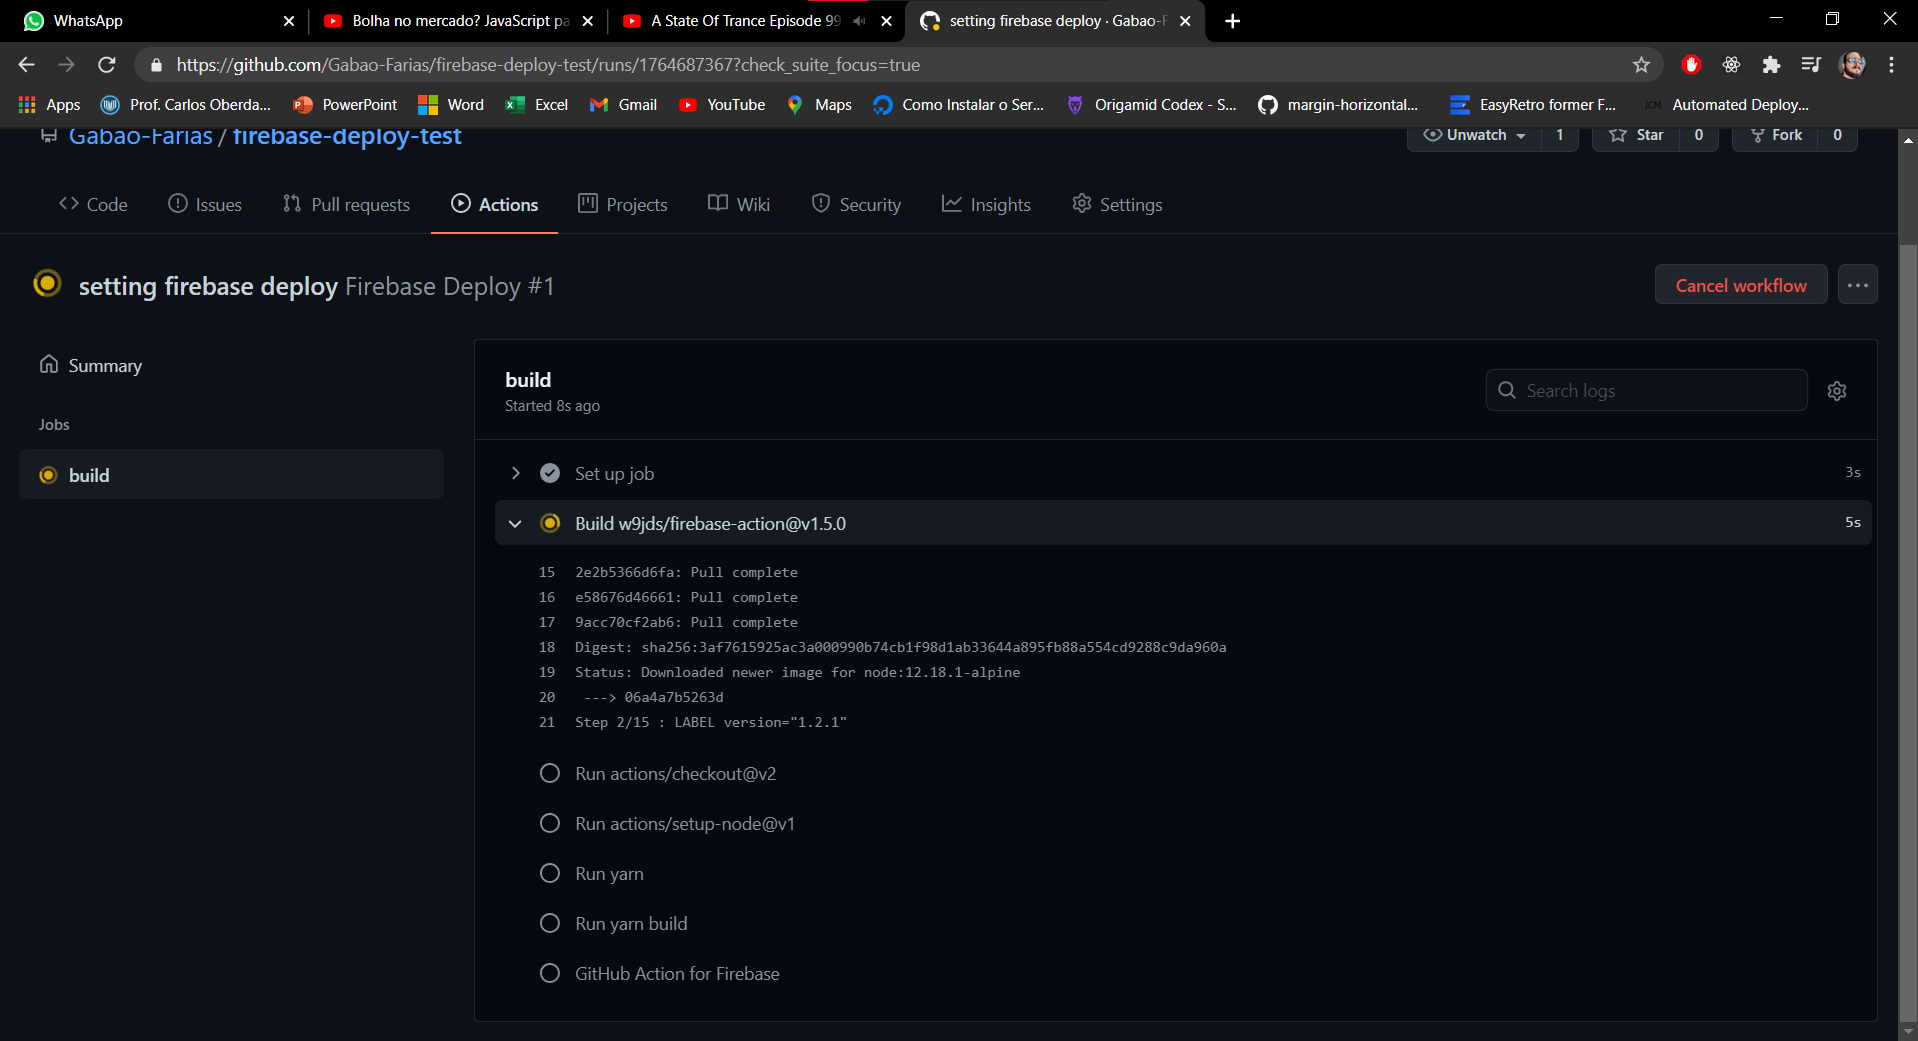 WhatsApp
Bolha no mercado? JavaScript pa
A State Of Trance Episode 99
setting firebase deploy · Gabao-F
https://github.com/Gabao-Farias/firebase-deploy-test/runs/1764687367?check_suite_focus=true
Apps
Prof. Carlos Oberda...
PowerPoint
Word
Excel
Gmail
YouTube
Maps
Como Instalar o Ser...
Origamid Codex - S...
margin-horizontal...
EasyRetro former F...
Automated Deploy...
Gabao-Farias / firebase-deploy-test
Unwatch 1
Star 0
Fork 0
Code
Issues
Pull requests
Actions
Projects
Wiki
Security
Insights
Settings
setting firebase deploy Firebase Deploy #1
Cancel workflow
Summary
Jobs
build
build
Started 8s ago
Search logs
Set up job 3s
Build w9jds/firebase-action@v1.5.0 5s
15 2e2b5366d6fa: Pull complete
16 e58676d46661: Pull complete
17 9acc70cf2ab6: Pull complete
18 Digest: sha256:3af7615925ac3a000990b74cb1f98d1ab33644a895fb88a554cd9288c9da960a
19 Status: Downloaded newer image for node:12.18.1-alpine
20 ---> 06a4a7b5263d
21 Step 2/15 : LABEL version="1.2.1"
Run actions/checkout@v2
Run actions/setup-node@v1
Run yarn
Run yarn build
GitHub Action for Firebase